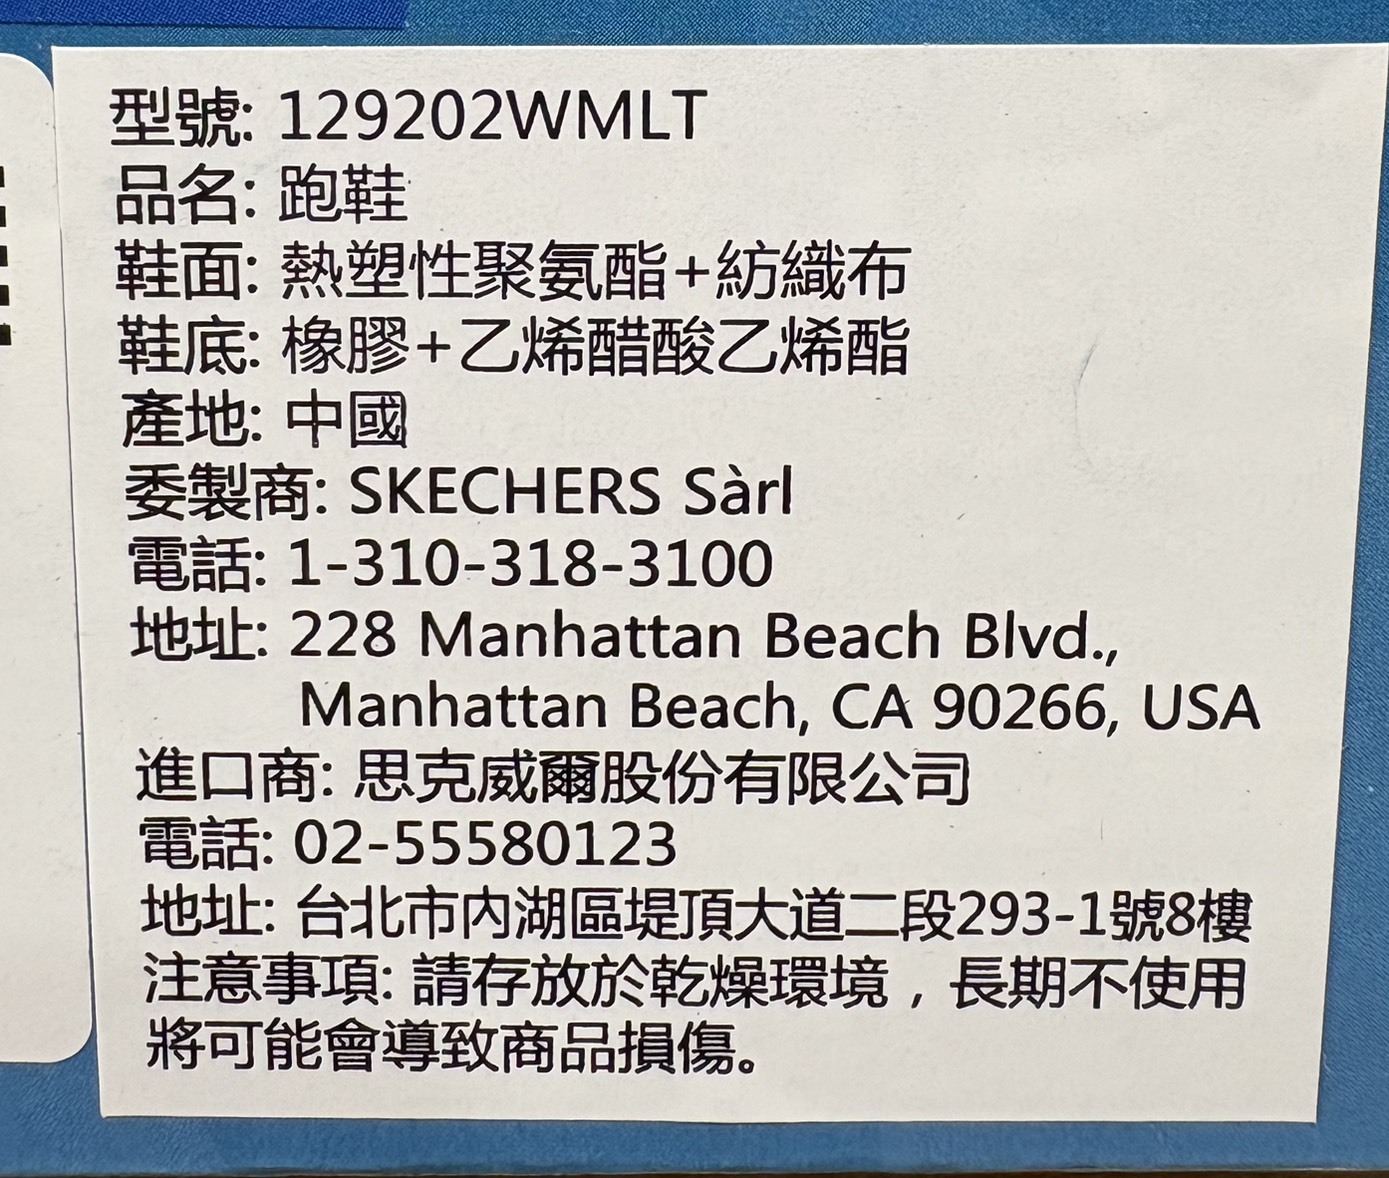 型號: 129202WMLT
品名: 跑鞋
鞋面: 熱塑性聚氨酯+紡織布
鞋底: 橡膠+乙烯醋酸乙烯酯
產地: 中國
委製商: SKECHERS Sàrl
電話: 1-310-318-3100
地址: 228 Manhattan Beach Blvd.,
Manhattan Beach, CA 90266, USA
進口商: 思克威爾股份有限公司
電話: 02-55580123
地址: 台北市內湖區堤頂大道二段293-1號8樓
注意事項: 請存放於乾燥環境，長期不使用
將可能會導致商品損傷。